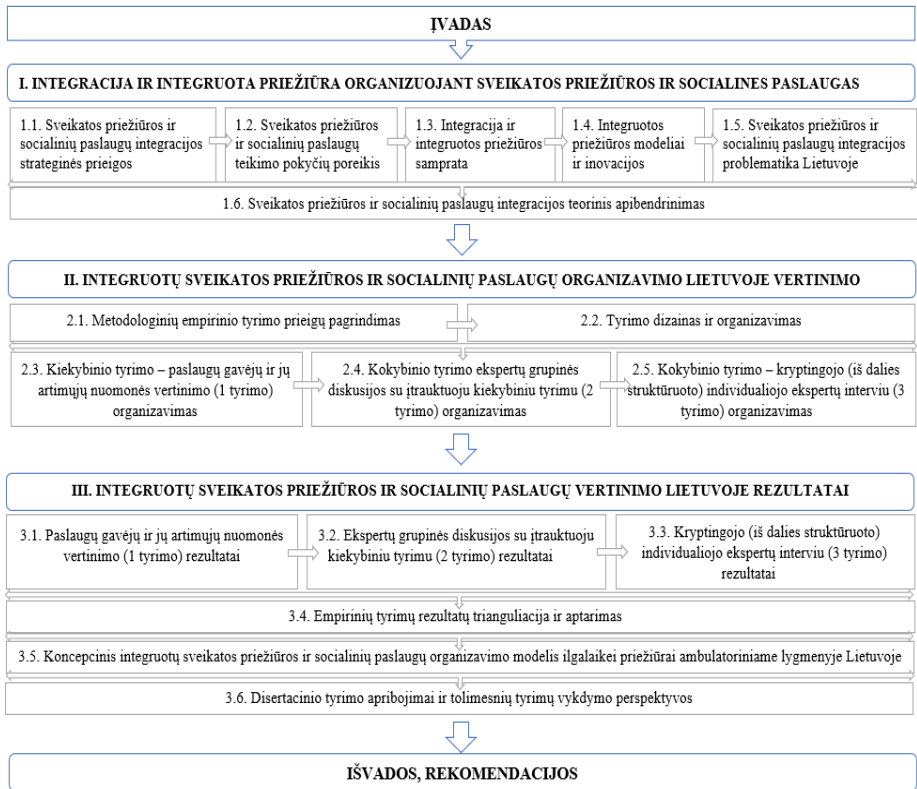 ĮVADAS
I. INTEGRACIJA IR INTEGRUOTA PRIEŽIŪRA ORGANIZUOJANT SVEIKATOS PRIEŽIŪROS IR SOCIALINES PASLAUGAS
1.1. Sveikatos priežiūros ir
socialinių paslaugų integracijos
strateginės prieigos
1.2. Sveikatos priežiūros
ir socialinių paslaugų
teikimo pokyčių poreikis
1.3. Integracija ir
integruotos priežiūros
samprata
1.4. Integruotos
priežiūros modeliai
ir inovacijos
1.5. Sveikatos priežiūros ir
socialinių paslaugų integracijos
problematika Lietuvoje
1.6. Sveikatos priežiūros ir socialinių paslaugų integracijos teorinis apibendrinimas
II. INTEGRUOTŲ SVEIKATOS PRIEŽIŪROS IR SOCIALINIŲ PASLAUGŲ ORGANIZAVIMO LIETUVOJE VERTINIMO
2.1. Metodologinių empirinio tyrimo prieigų pagrindimas
2.2. Tyrimo dizainas ir organizavimas
2.3. Kiekybinio tyrimo – paslaugų gavėjų ir jų
artimųjų nuomonės vertinimo (1 tyrimo)
organizavimas
2.4. Kokybinio tyrimo ekspertų grupinės
diskusijos su įtrauktuoju kiekybiniu tyrimu (2
tyrimo) organizavimas
2.5. Kokybinio tyrimo – kryptingojo (iš dalies
struktūruoto) individualiojo ekspertų interviu (3
tyrimo) organizavimas
III. INTEGRUOTŲ SVEIKATOS PRIEŽIŪROS IR SOCIALINIŲ PASLAUGŲ VERTINIMO LIETUVOJE REZULTATAI
3.1. Paslaugų gavėjų ir jų artimųjų nuomonės
vertinimo (1 tyrimo) rezultatai
3.2. Ekspertų grupinės diskusijos su įtrauktuoju
kiekybiniu tyrimu (2 tyrimo) rezultatai
3.3. Kryptingojo (iš dalies struktūruoto)
individualiojo ekspertų interviu (3 tyrimo)
rezultatai
3.4. Empirinių tyrimų rezultatų trianguliacija ir aptarimas
3.5. Koncepcinis integruotų sveikatos priežiūros ir socialinių paslaugų organizavimo modelis ilgalaikei priežiūrai ambulatoriniame lygmenyje Lietuvoje
3.6. Disertacinio tyrimo apribojimai ir tolimesnių tyrimų vykdymo perspektyvos
IŠVADOS, REKOMENDACIJOS